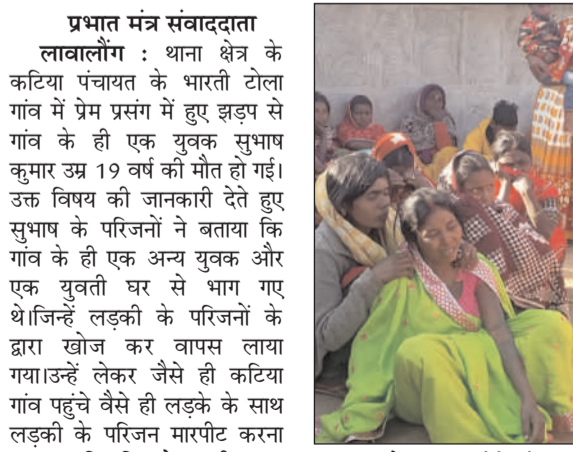 प्रभात मंत्र संवाददाता
लावालौंग : थाना क्षेत्र के
कटिया पंचायत के भारती टोला
गांव में प्रेम प्रसंग में हुए झड़प से
गांव के ही एक युवक सुभाष
कुमार उम्र 19 वर्ष की मौत हो गई।
उक्त विषय की जानकारी देते हुए
सुभाष के परिजनों ने बताया कि
गांव के ही एक अन्य युवक और
एक युवती घर से भाग गए
थे।जिन्हें लड़की के परिजनों के
द्वारा खोज कर वापस लाया
गया।उन्हें लेकर जैसे ही कटिया
गांव पहुंचे वैसे ही लड़के के साथ
लड़की के परिजन मारपीट करना